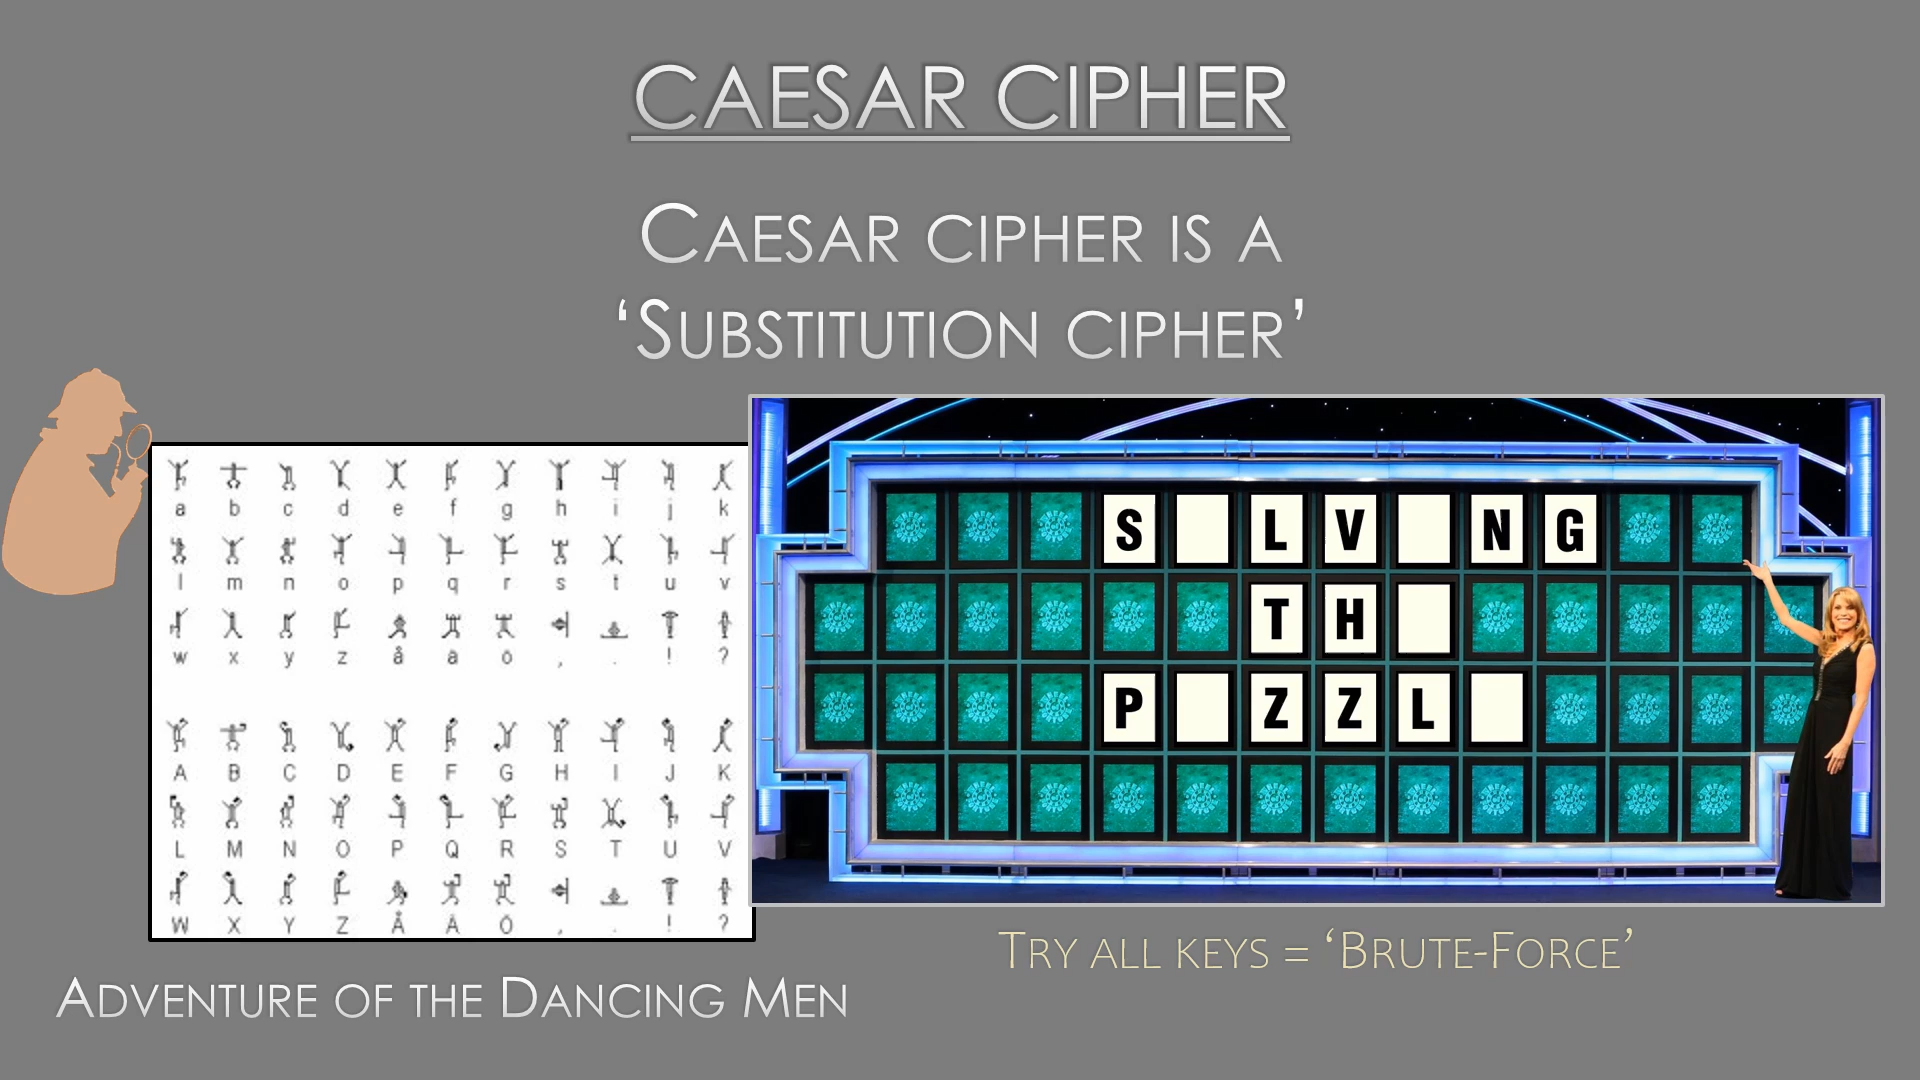 CAESAR CIPHER
CAESAR CIPHER IS A
‘SUBSTITUTION CIPHER’
a b c d e f g h i j k
l m n o p q r s t u v
w x y z å ä ö , . ! ?
A B C D E F G H I J K
L M N O P Q R S T U V
W X Y Z Å Ä Ö , . ! ?
S L V N G
T H
P Z Z L
TRY ALL KEYS = ‘BRUTE-FORCE’
ADVENTURE OF THE DANCING MEN